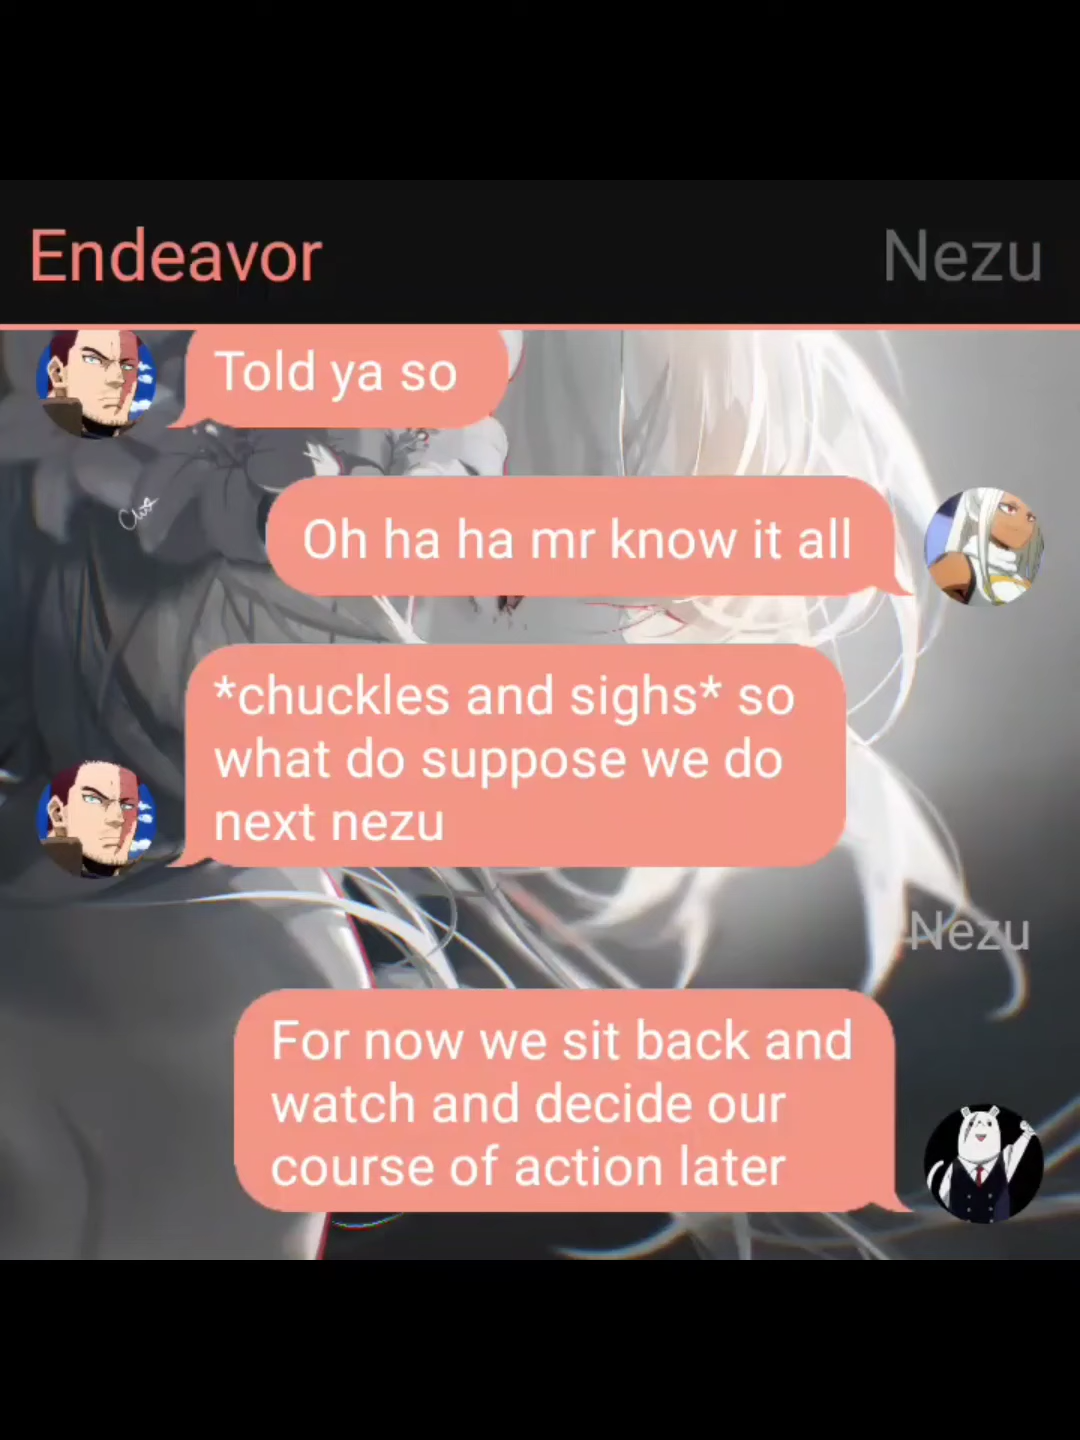 Endeavor
Nezu
Told ya so
Oh ha ha mr know it all
*chuckles and sighs* so
what do suppose we do
next nezu
Nezu
For now we sit back and
watch and decide our
course of action later